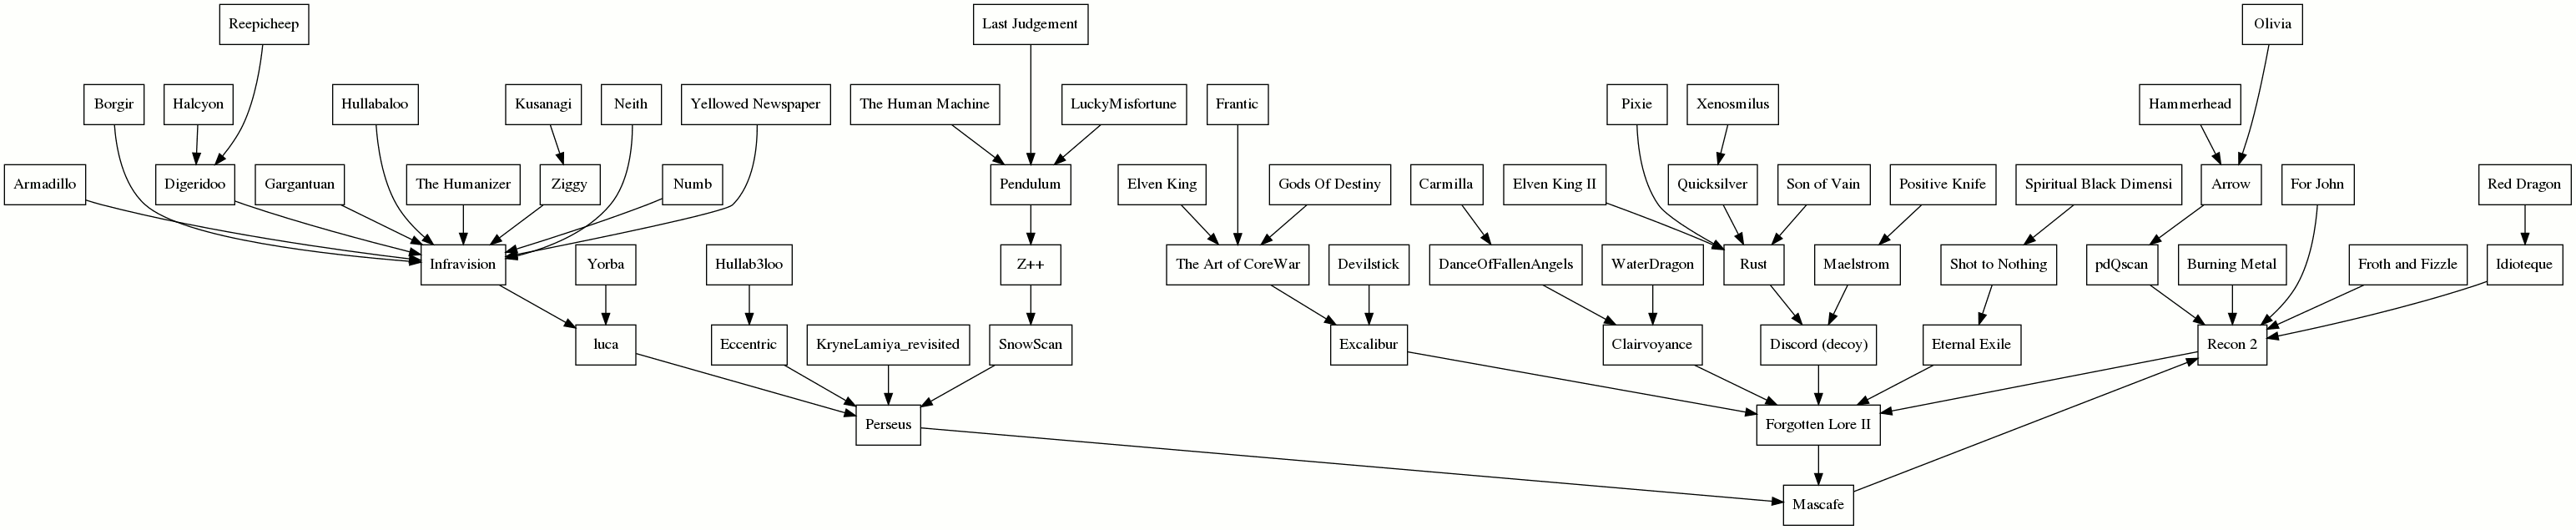 Reepicheep
Last Judgement
Olivia
Borgir
Halcyon
Hullabaloo
Kusanagi
Neith
Yellowed Newspaper
The Human Machine
LuckyMisfortune
Frantic
Pixie
Xenosmilus
Hammerhead
Armadillo
Digeridoo
Gargantuan
The Humanizer
Ziggy
Numb
Pendulum
Elven King
Gods Of Destiny
Carmilla
Elven King II
Quicksilver
Son of Vain
Positive Knife
Spiritual Black Dimensi
Arrow
For John
Red Dragon
Infravision
Yorba
Hullab3loo
Z++
The Art of CoreWar
Devilstick
DanceOfFallenAngels
WaterDragon
Rust
Maelstrom
Shot to Nothing
pdQscan
Burning Metal
Froth and Fizzle
Idioteque
luca
Eccentric
KryneLamiya_revisited
SnowScan
Excalibur
Clairvoyance
Discord (decoy)
Eternal Exile
Recon 2
Perseus
Forgotten Lore II
Mascafe